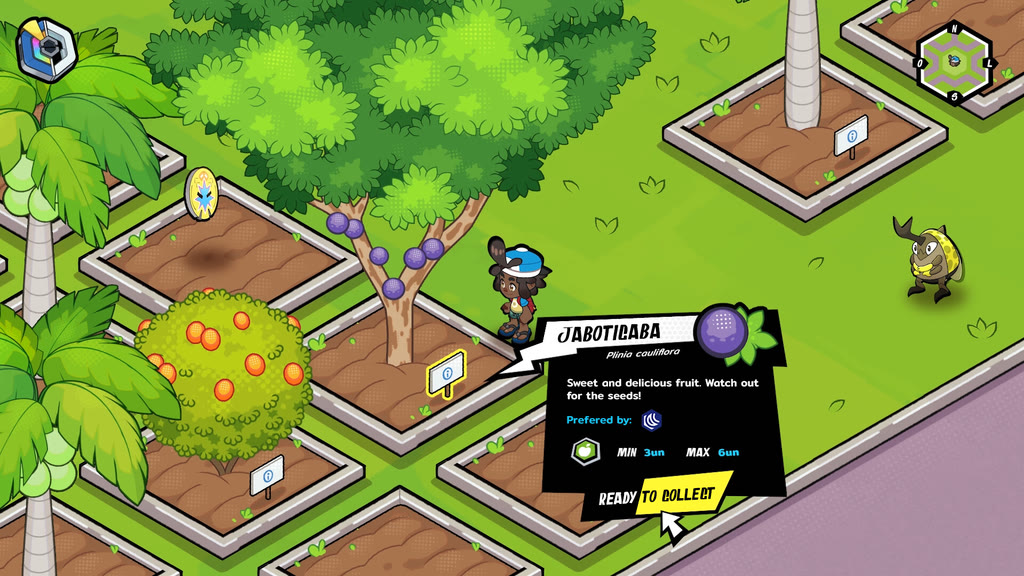 N
O
L
S
JABOTICABA
Plinia cauliflora
Sweet and delicious fruit. Watch out
for the seeds!
Prefered by:
MIN 3un MAX 6un
READY TO COLLECT